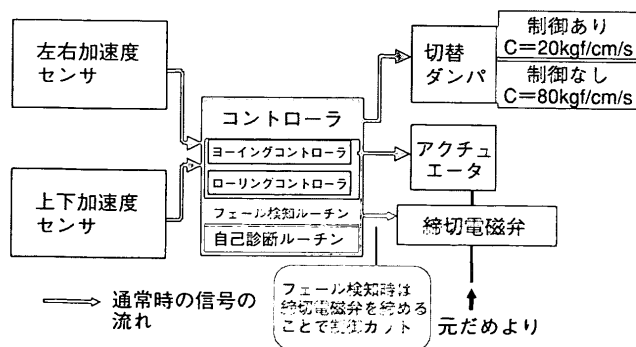 左右加速度
センサ
上下加速度
センサ
コントローラ
ヨーイングコントローラ
ローリングコントローラ
フェール検知ルーチン
自己診断ルーチン
切替
ダンパ
制御あり
C=20kgf/cm/s
制御なし
C=80kgf/cm/s
アクチュ
エータ
締切電磁弁
フェール検知時は
締切電磁弁を締める
ことで制御カット
元だめより
通常時の信号の
流れ